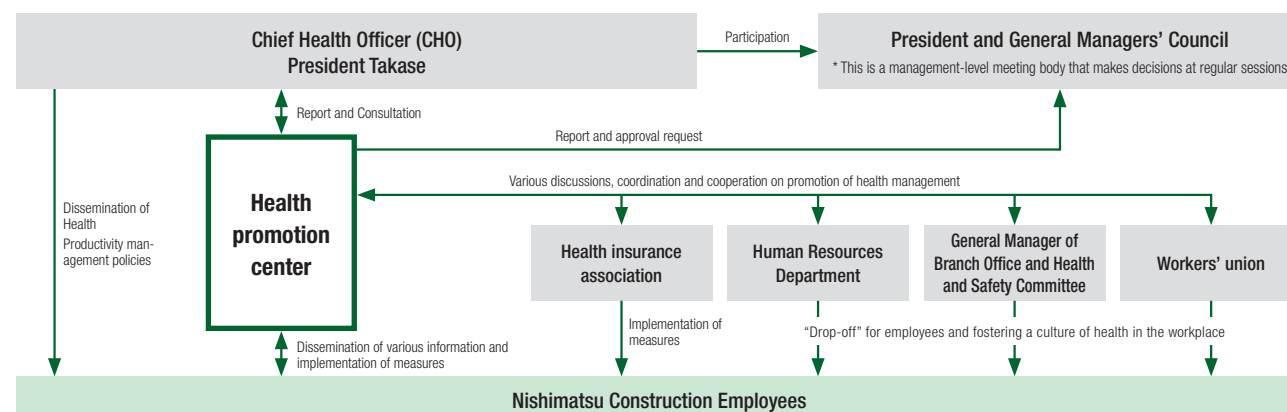 Chief Health Officer (CHO)
President Takase
Participation
President and General Managers' Council
* This is a management-level meeting body that makes decisions at regular sessions
Report and Consultation
Report and approval request
Various discussions, coordination and cooperation on promotion of health management
Dissemination of
Health
Productivity man-
agement policies
Health
promotion
center
Health insurance
association
Human Resources
Department
General Manager of
Branch Office and Health
and Safety Committee
Workers' union
Implementation of
measures
“Drop-off” for employees and fostering a culture of health in the workplace
Dissemination of various information and
implementation of measures
Nishimatsu Construction Employees